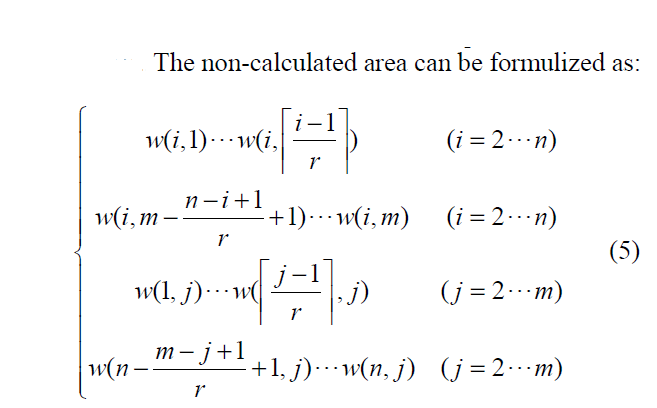 The non-calculated area can be formulized as:
w(i,1)⋯w(i,⌈(i−1)/r⌉) (i = 2⋯n)
w(i,m−(n−i+1)/r+1)⋯w(i,m) (i = 2⋯n)
(5)
w(1,j)⋯w(⌈(j−1)/r⌉,j) (j = 2⋯m)
w(n−(m−j+1)/r+1,j)⋯w(n,j) (j = 2⋯m)